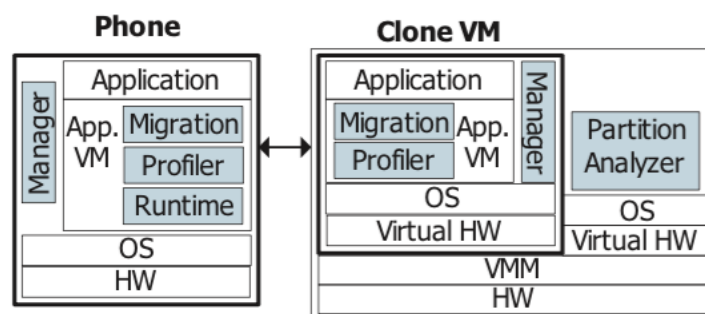 Phone
Manager
Application
App.
VM
Migration
Profiler
Runtime
OS
HW
Clone VM
Application
Migration
Profiler
App.
VM
Manager
OS
Virtual HW
Partition
Analyzer
OS
Virtual HW
VMM
HW